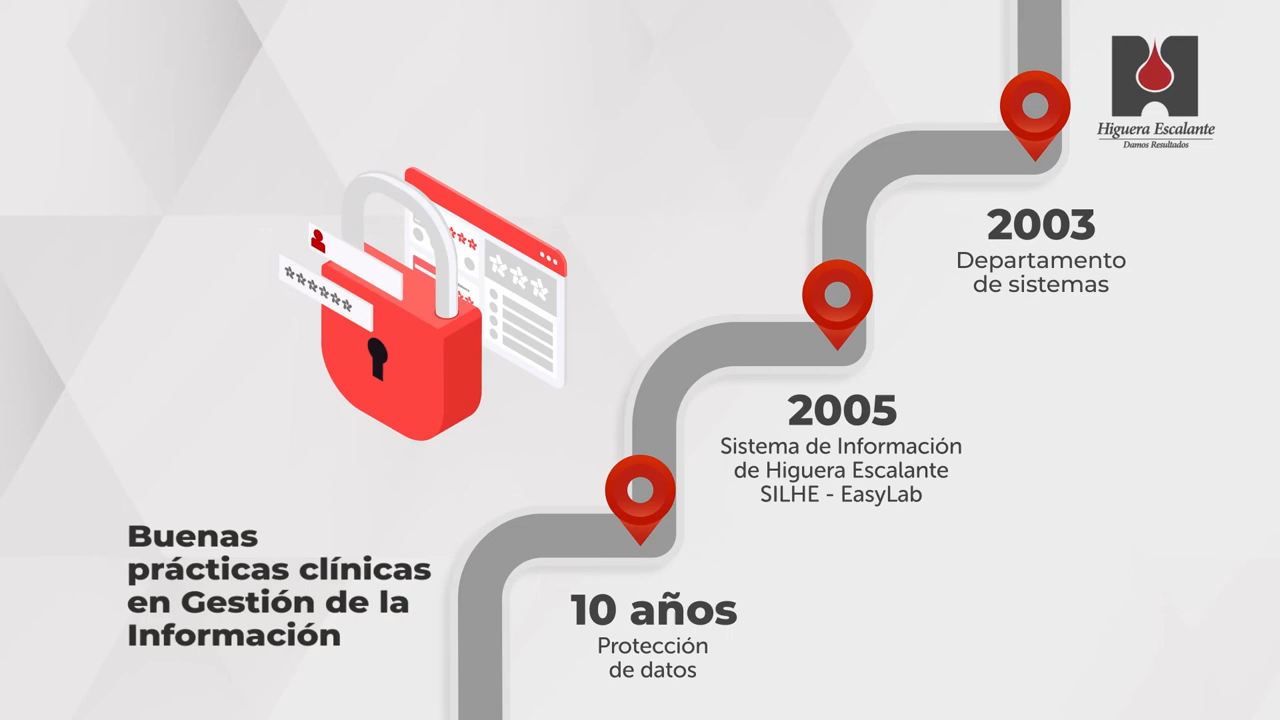 Higuera Escalante
Damos Resultados
2003
Departamento
de sistemas
2005
Sistema de Información
de Higuera Escalante
SILHE - EasyLab
10 años
Protección
de datos
Buenas
prácticas clínicas
en Gestión de la
Información